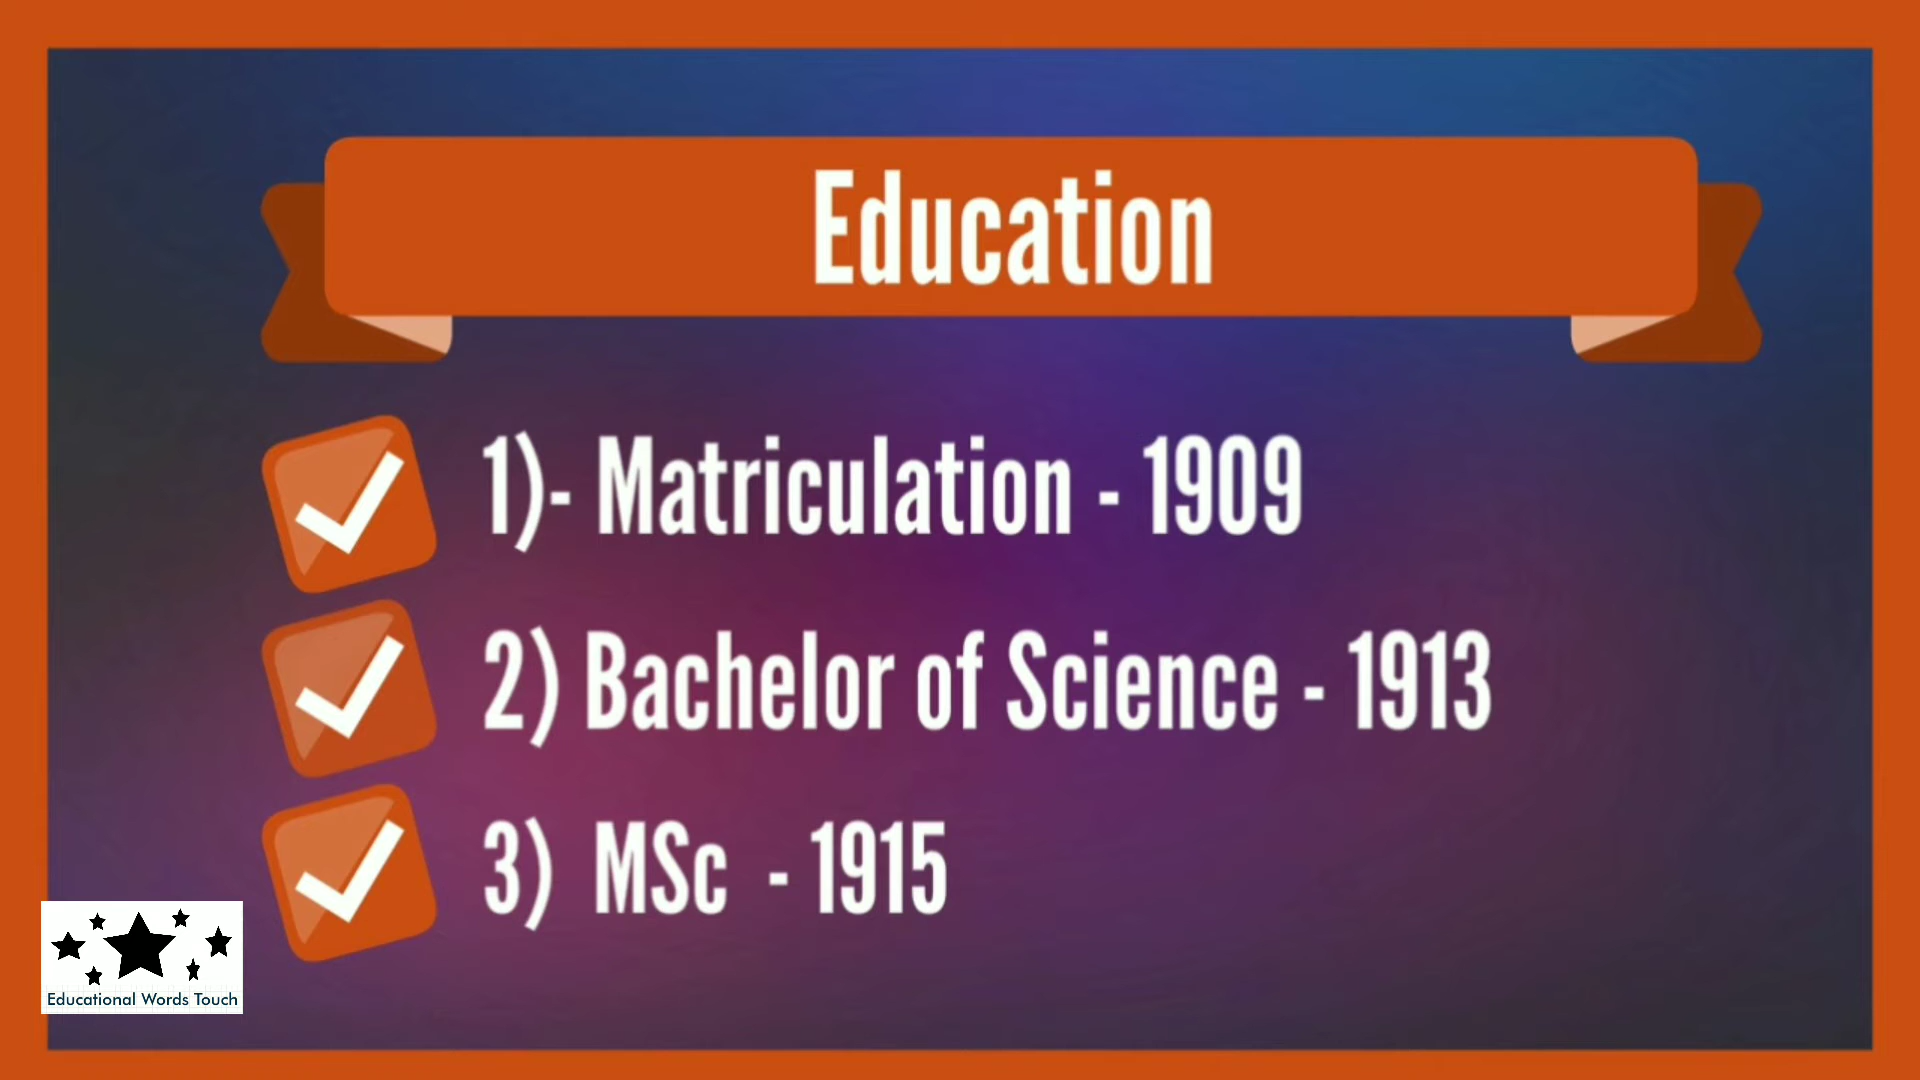 Education
1)- Matriculation - 1909
2) Bachelor of Science - 1913
3) MSc - 1915
Educational Words Touch